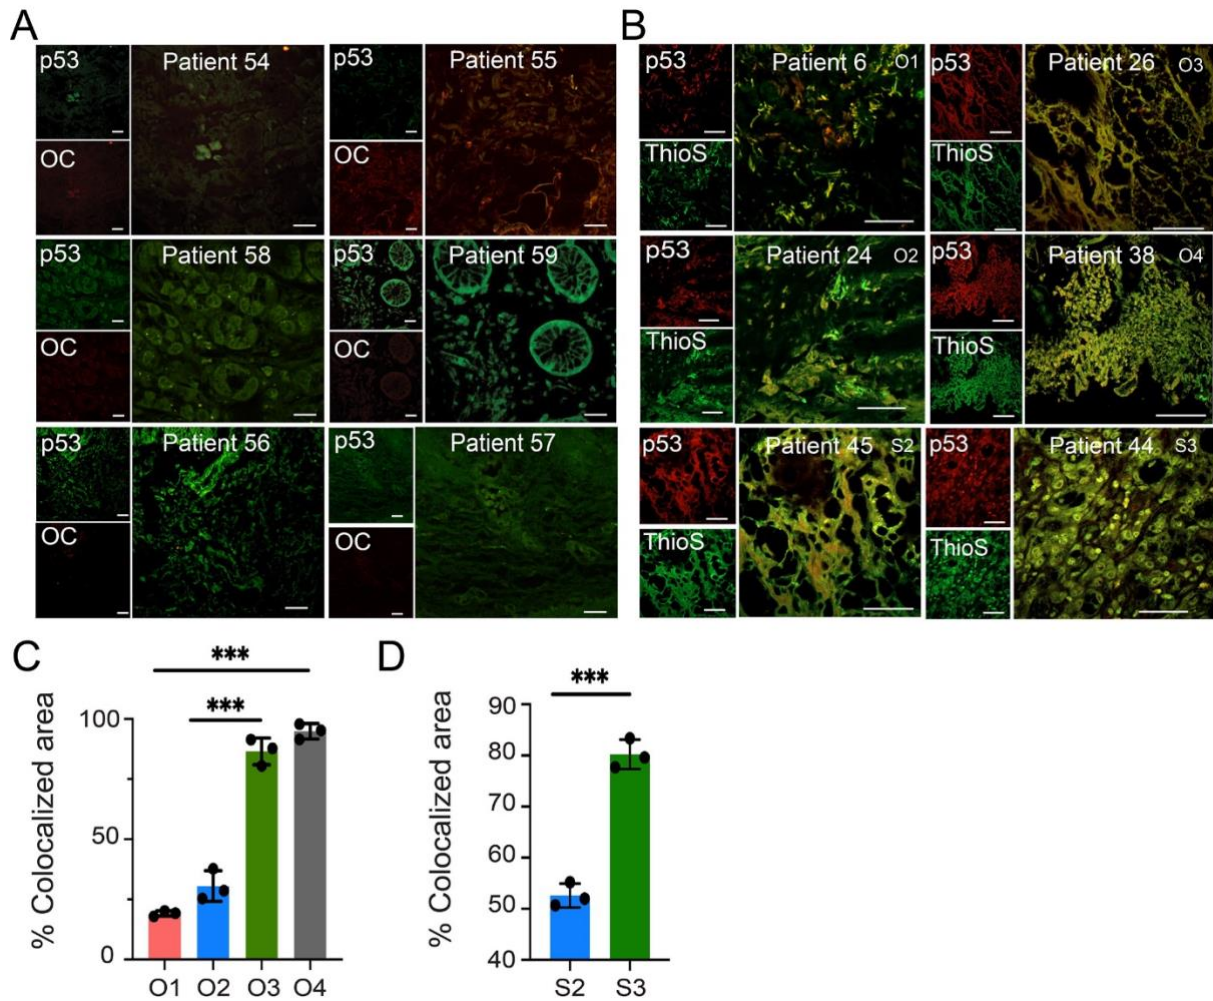 A
p53
Patient 54
OC
p53
Patient 55
OC
p53
Patient 58
OC
p53
Patient 59
OC
p53
Patient 56
OC
p53
Patient 57
OC
B
p53
Patient 6
O1
ThioS
p53
Patient 26
O3
ThioS
p53
Patient 24
O2
ThioS
p53
Patient 38
O4
ThioS
p53
Patient 45
S2
ThioS
p53
Patient 44
S3
ThioS
C
% Colocalized area
100
50
0
***
***
O1 O2 O3 O4
D
% Colocalized area
90
80
70
60
50
40
***
S2 S3